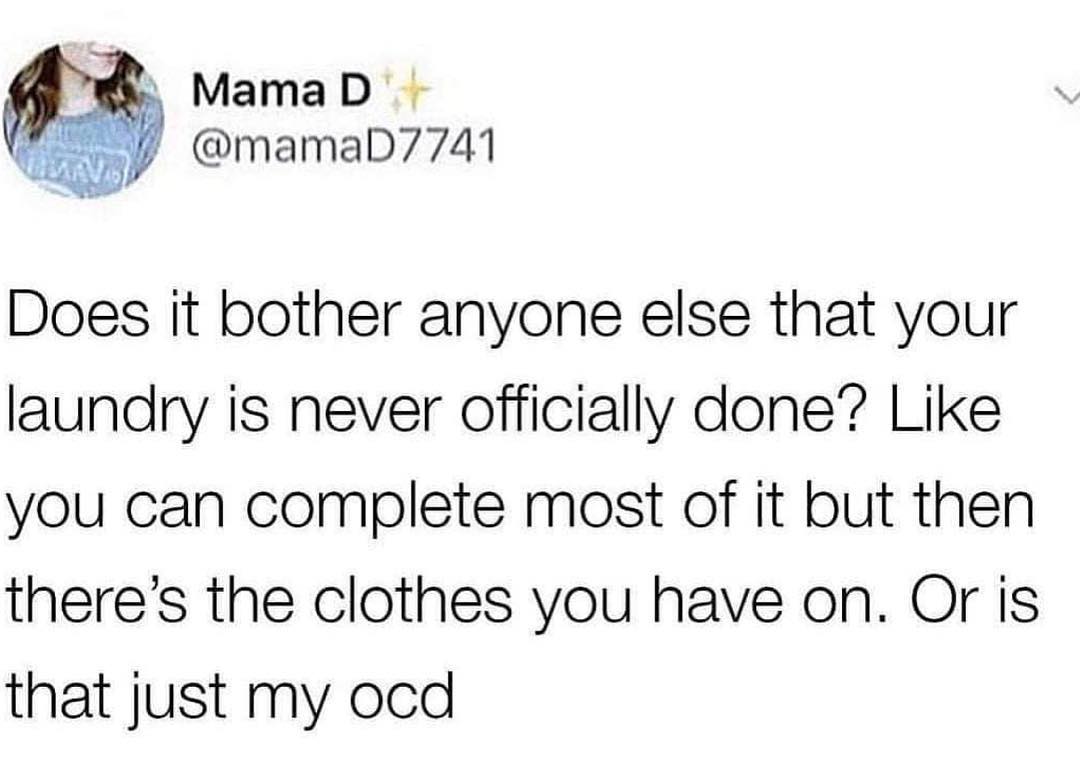 Mama D ✨
@mamaD7741
Does it bother anyone else that your
laundry is never officially done? Like
you can complete most of it but then
there's the clothes you have on. Or is
that just my ocd